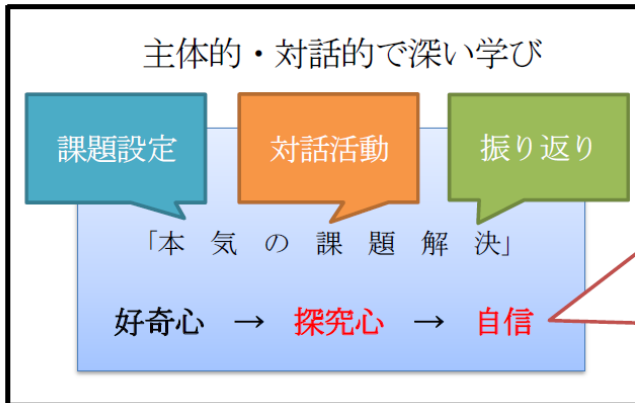 主体的・対話的で深い学び
課題設定
対話活動
振り返り
「本気の課題解決」
好奇心 → 探究心 → 自信